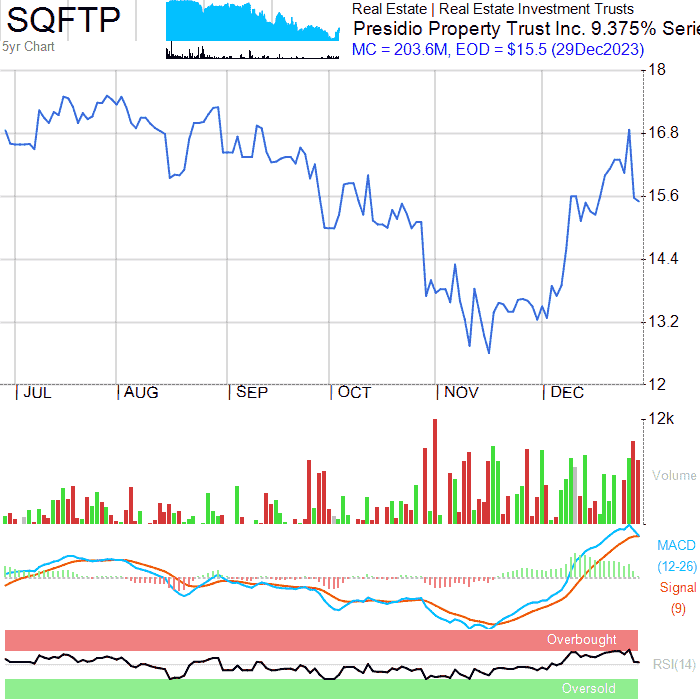 SQFTP
5yr Chart
Real Estate | Real Estate Investment Trusts
Presidio Property Trust Inc. 9.375% Serie
MC = 203.6M, EOD = $15.5 (29Dec2023)
18
16.8
15.6
14.4
13.2
12
| JUL | AUG | SEP | OCT | NOV | DEC
12k
Volume
MACD
(12-26)
Signal
(9)
Overbought
RSI(14)
Oversold